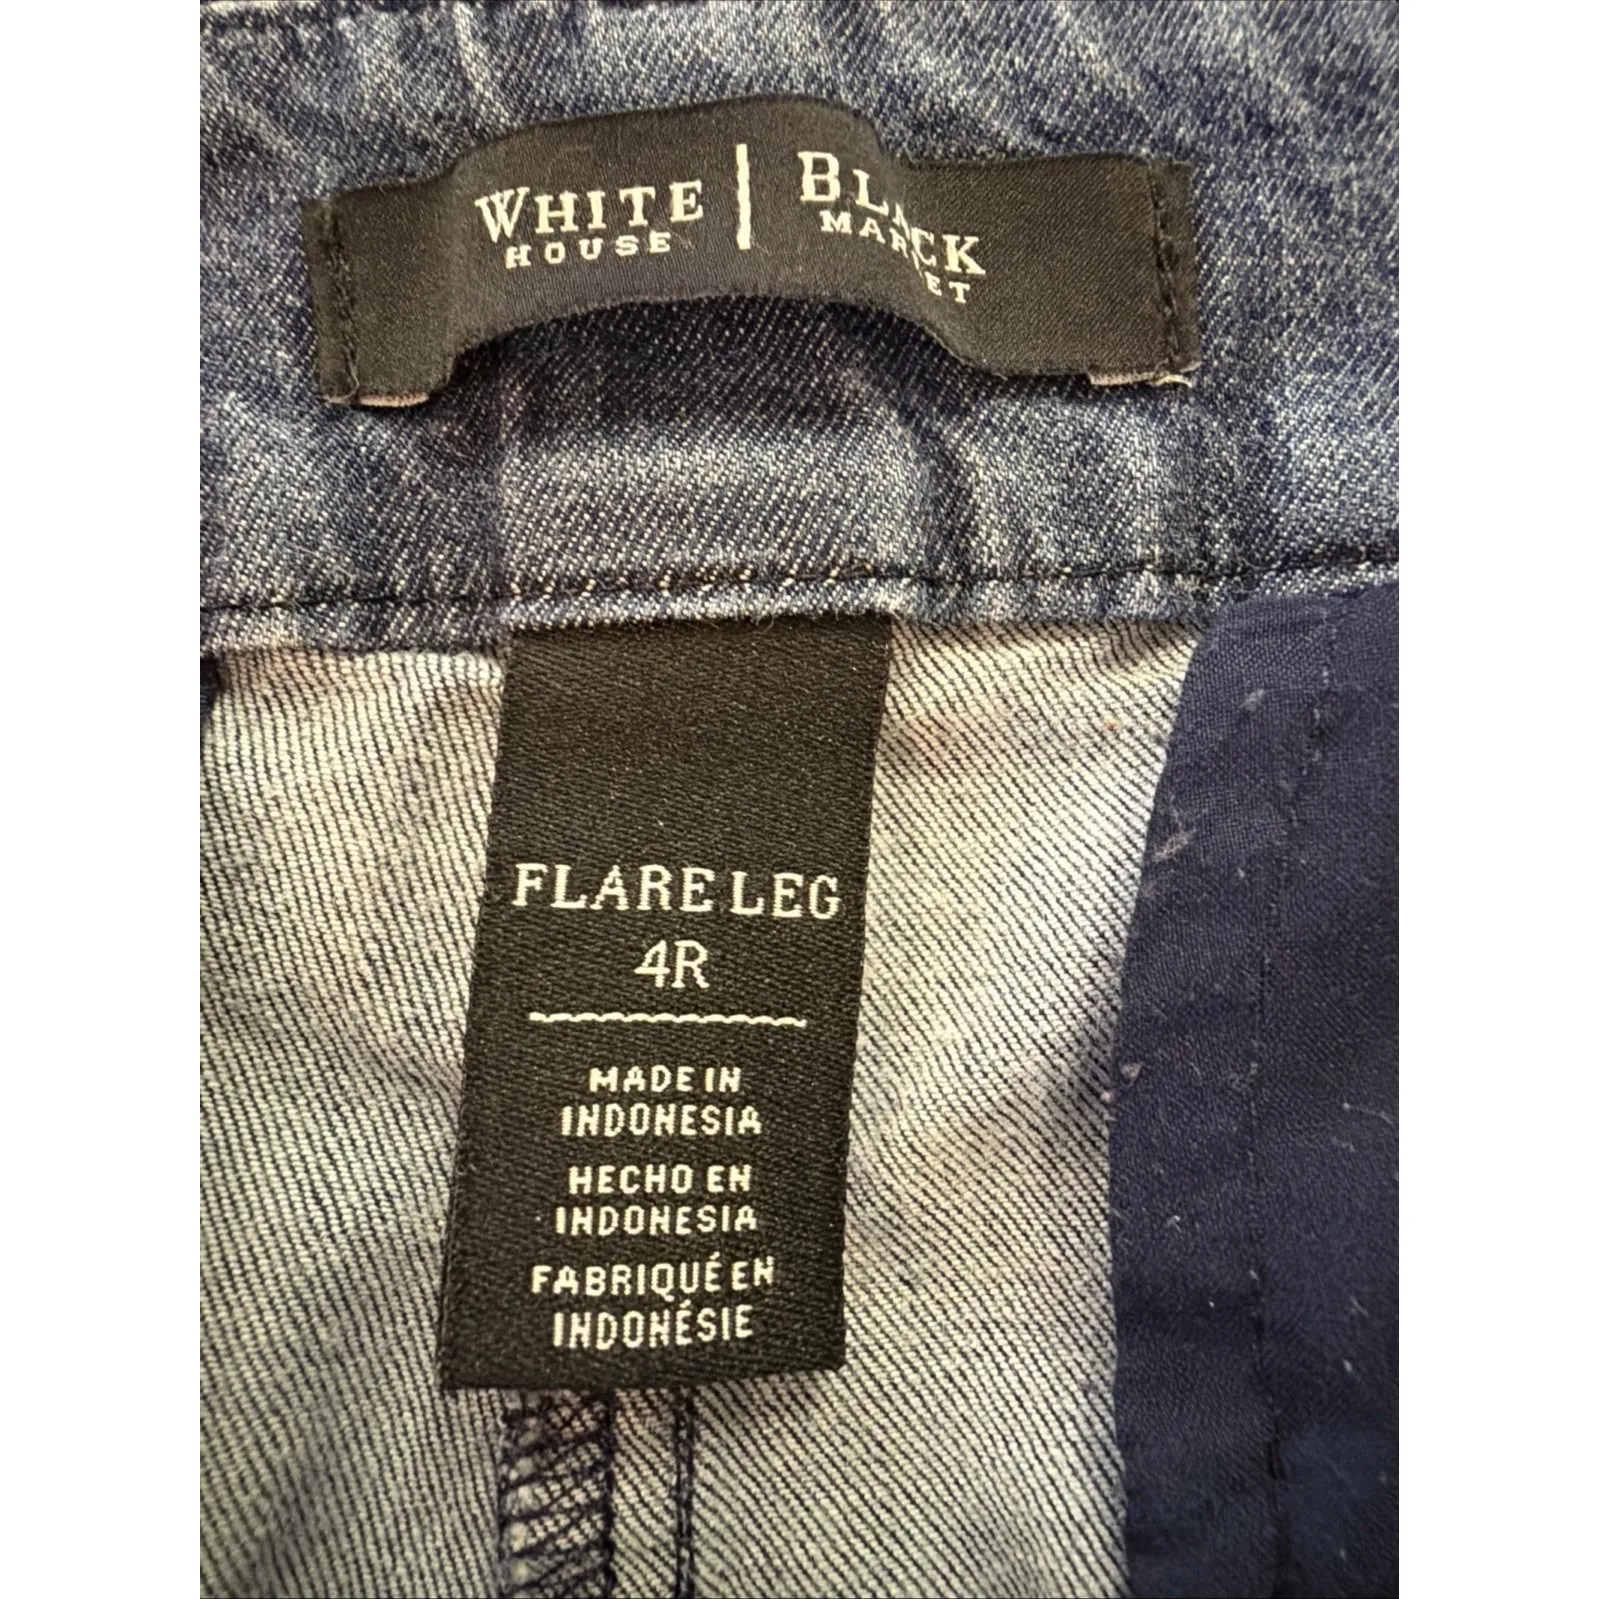 WHITE | BLACK
HOUSE MARKET
FLARE LEG
4R
MADE IN
INDONESIA
HECHO EN
INDONESIA
FABRIQUÉ EN
INDONÉSIE